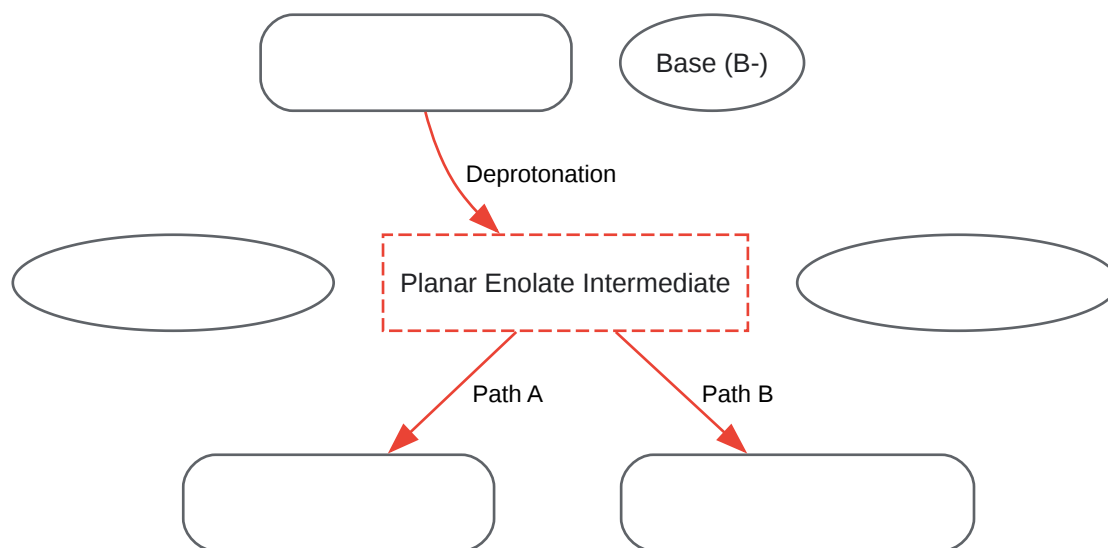 Base (B-)
Deprotonation
Planar Enolate Intermediate
Path A
Path B